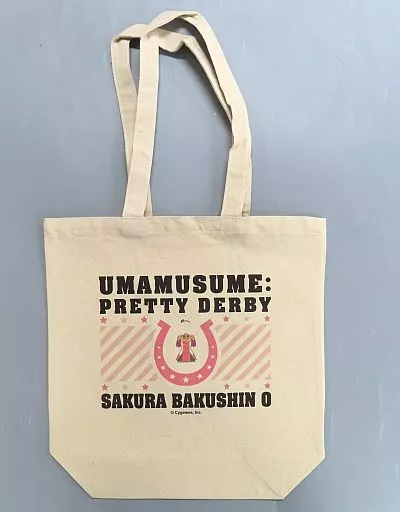 UMAMUSUME:
PRETTY DERBY
SAKURA BAKUSHIN O
© Cygames, Inc.